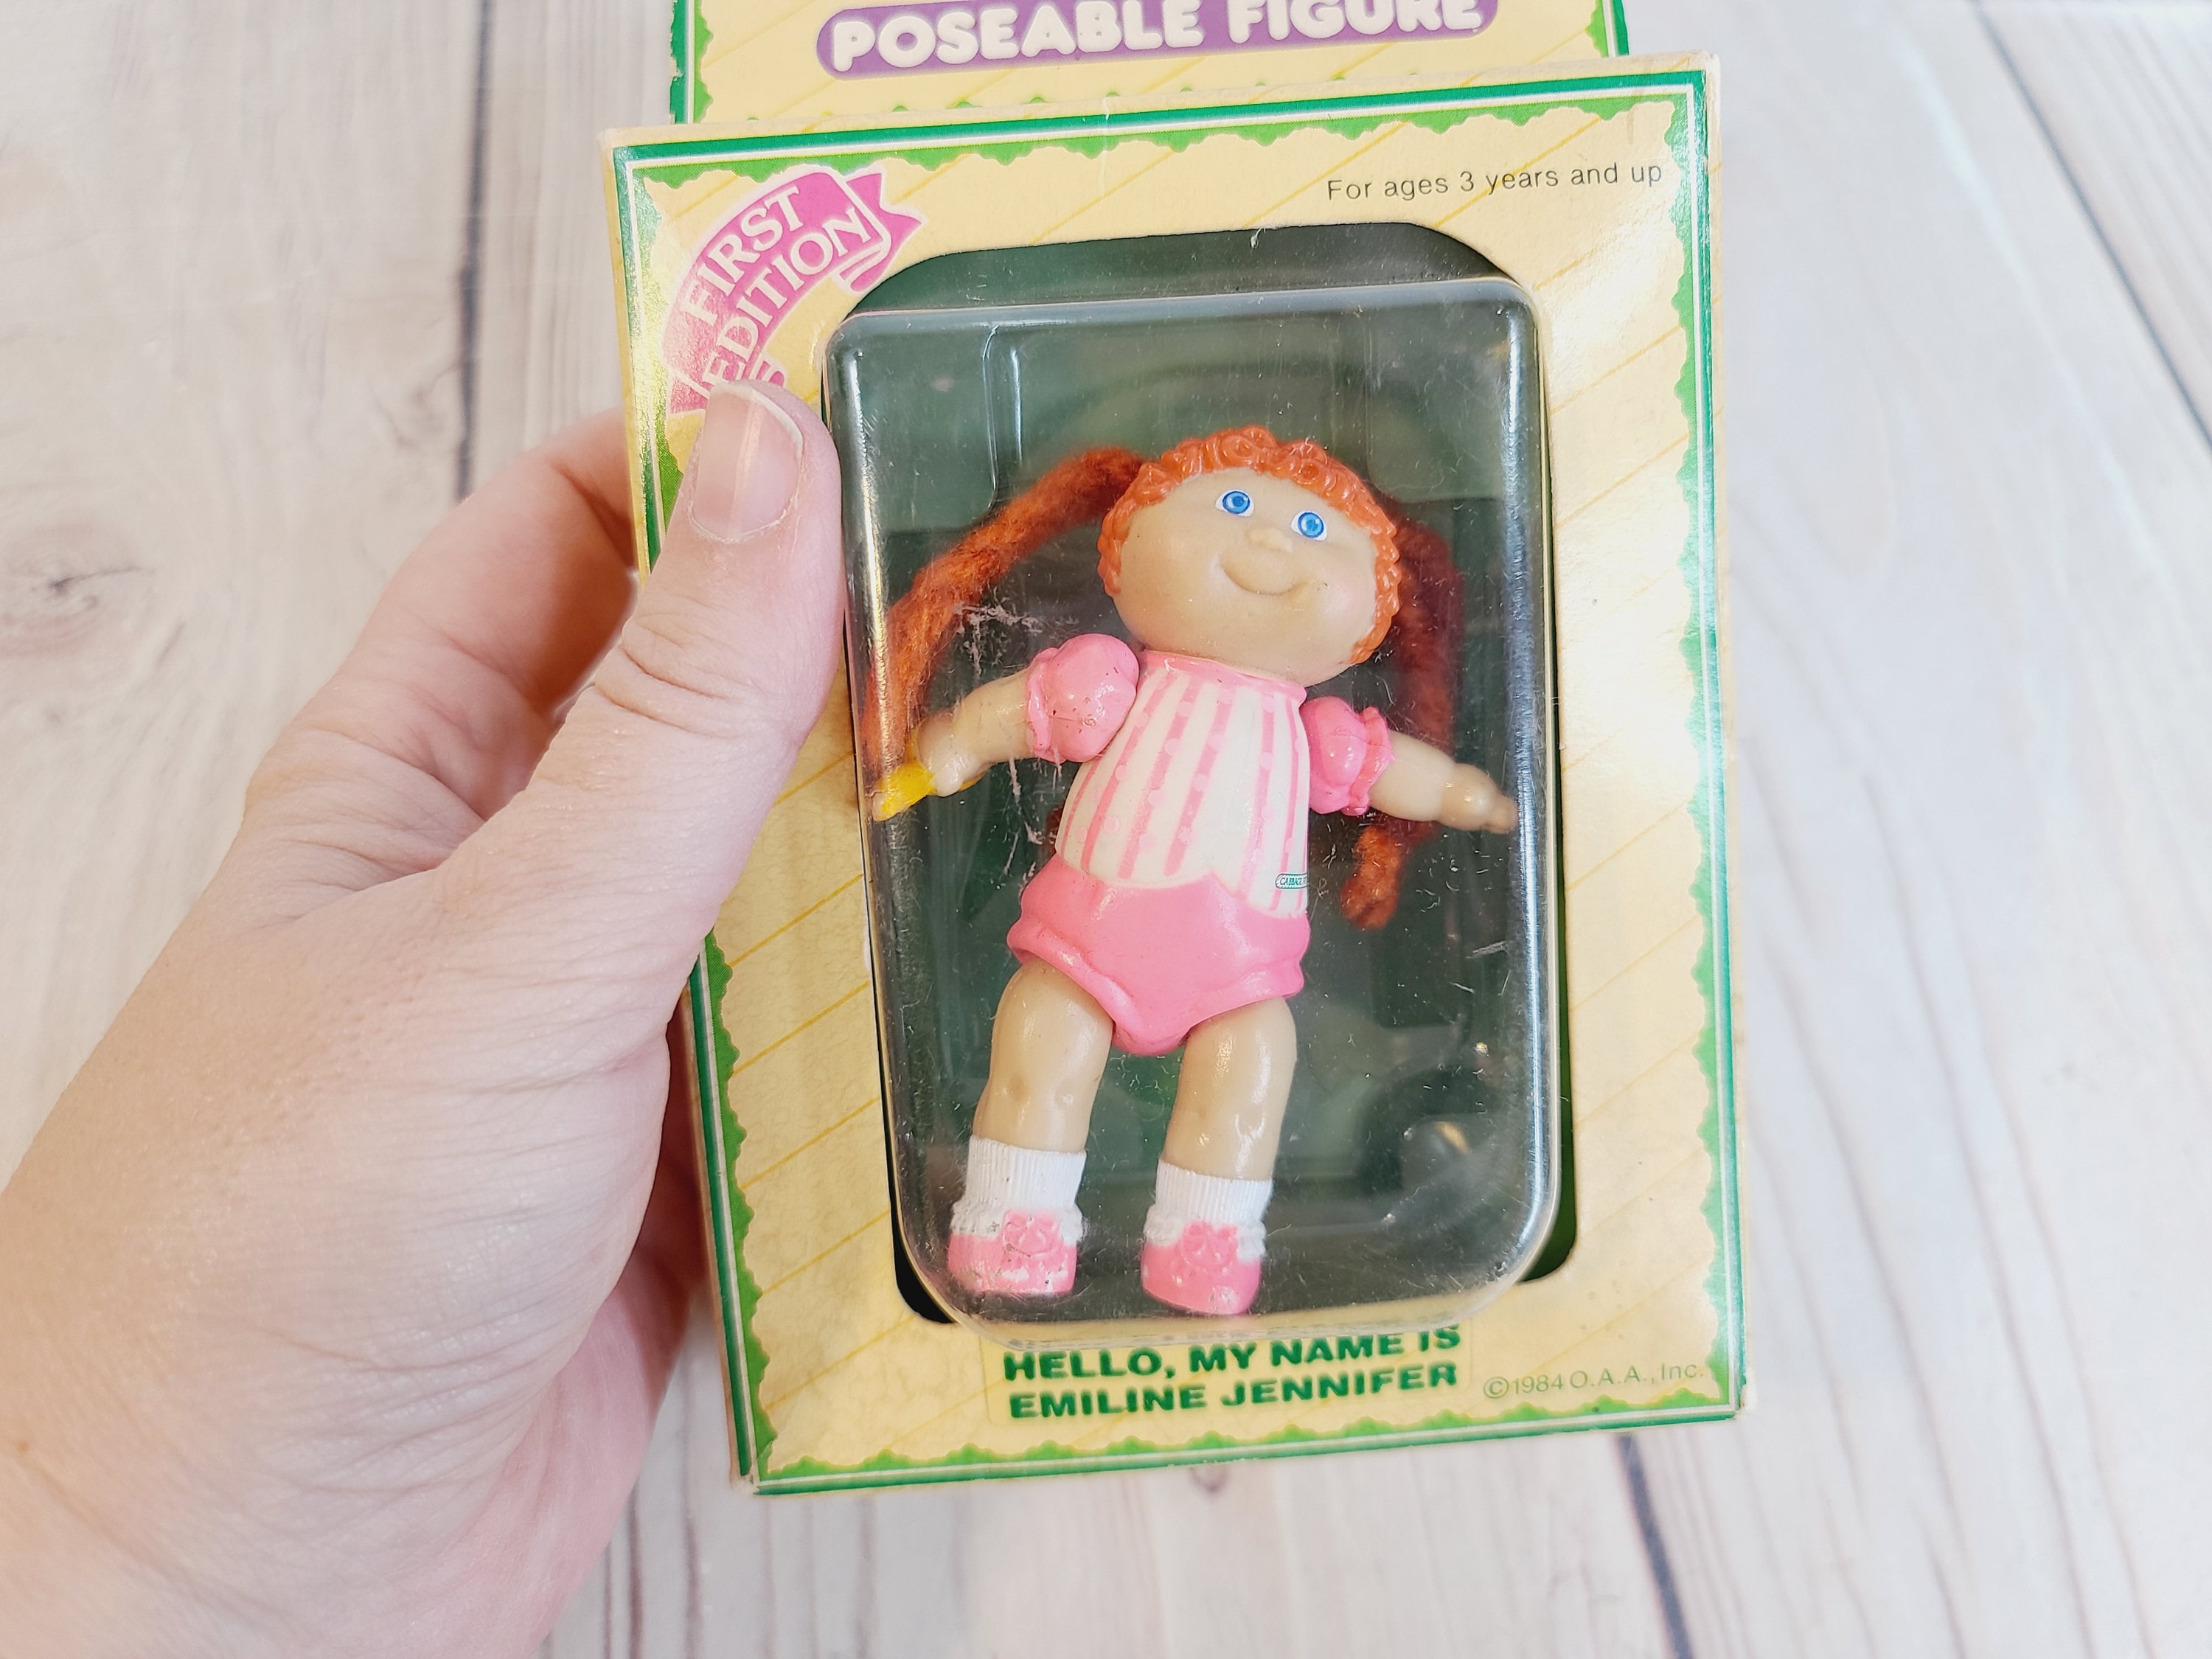 POSEABLE FIGURE
For ages 3 years and up
FIRST
EDITION
HELLO, MY NAME IS
EMILINE JENNIFER
©1984 O.A.A., Inc.